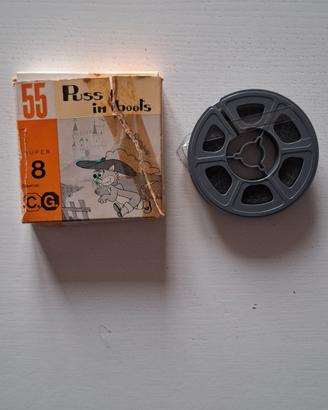 55
Puss
in boots
SUPER
8
C.G.